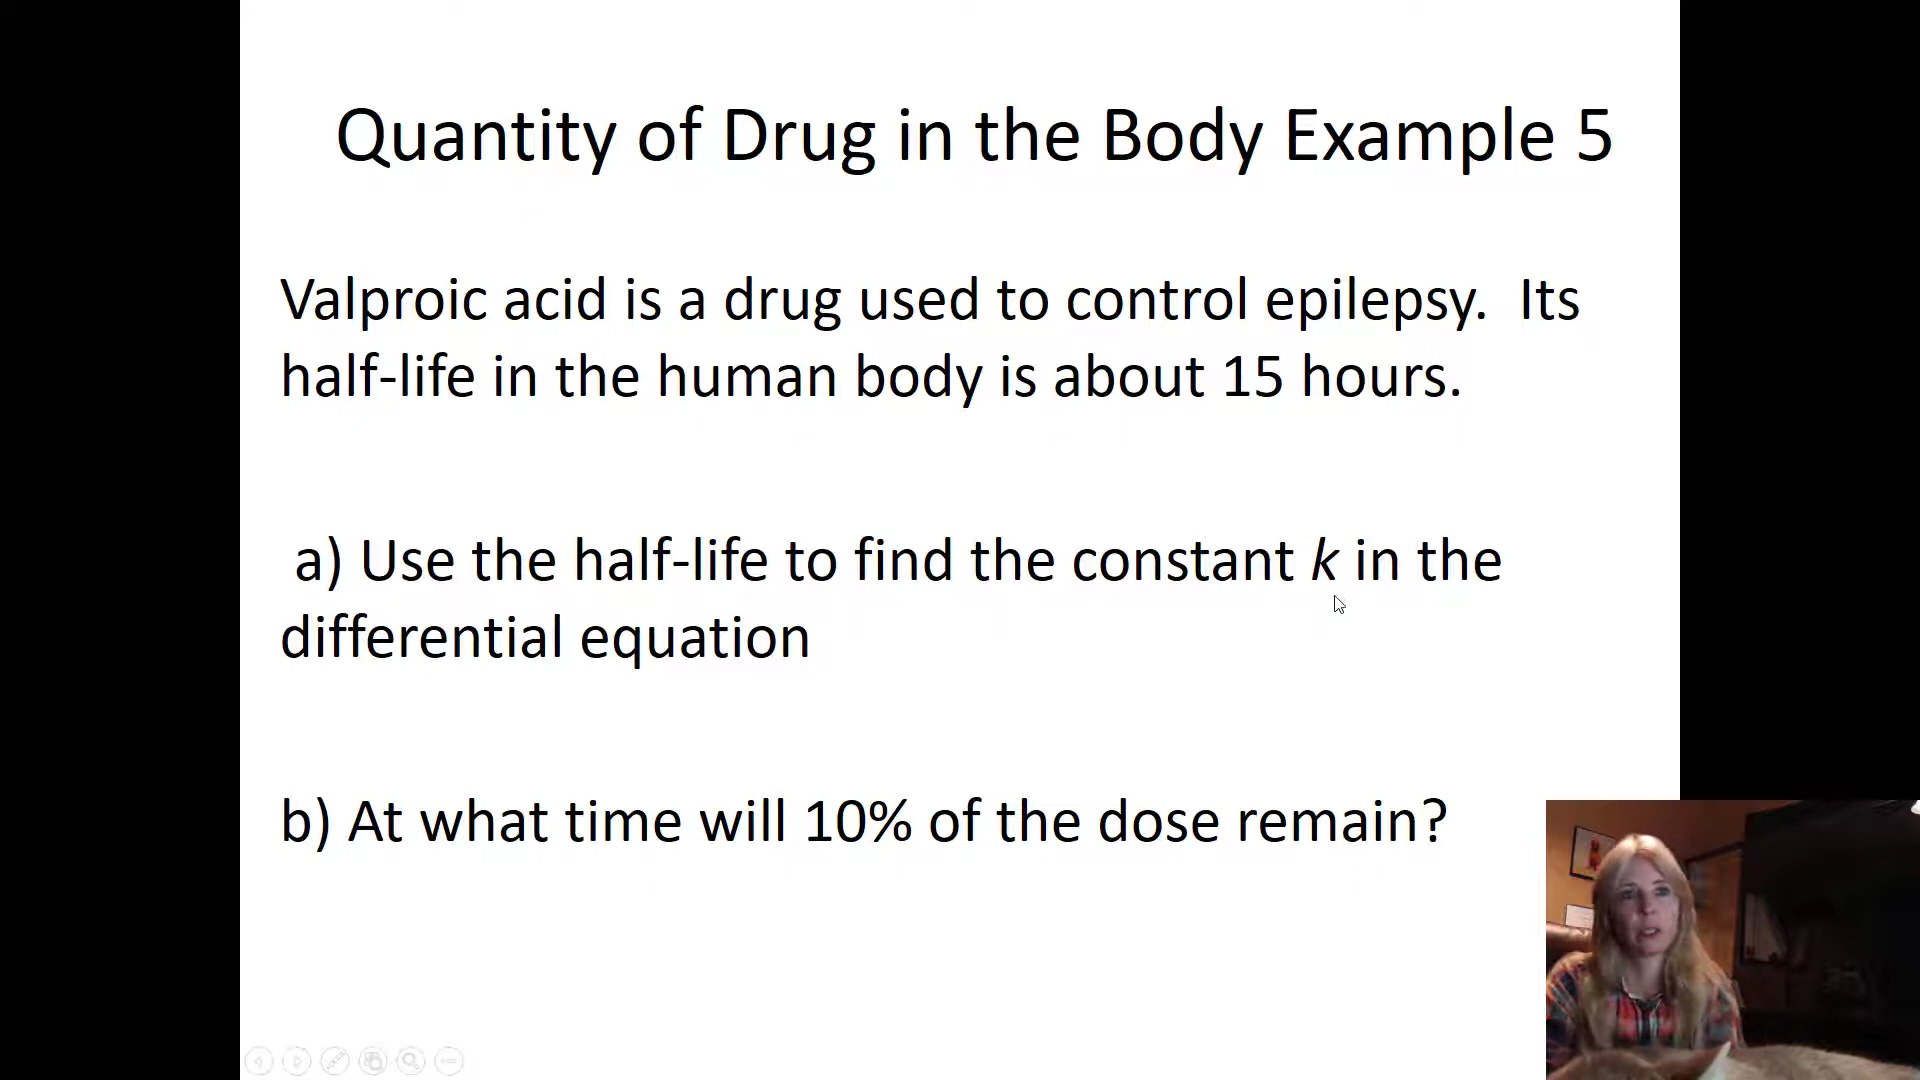 Quantity of Drug in the Body Example 5
Valproic acid is a drug used to control epilepsy.  Its
half-life in the human body is about 15 hours.
a) Use the half-life to find the constant k in the
differential equation
b) At what time will 10% of the dose remain?